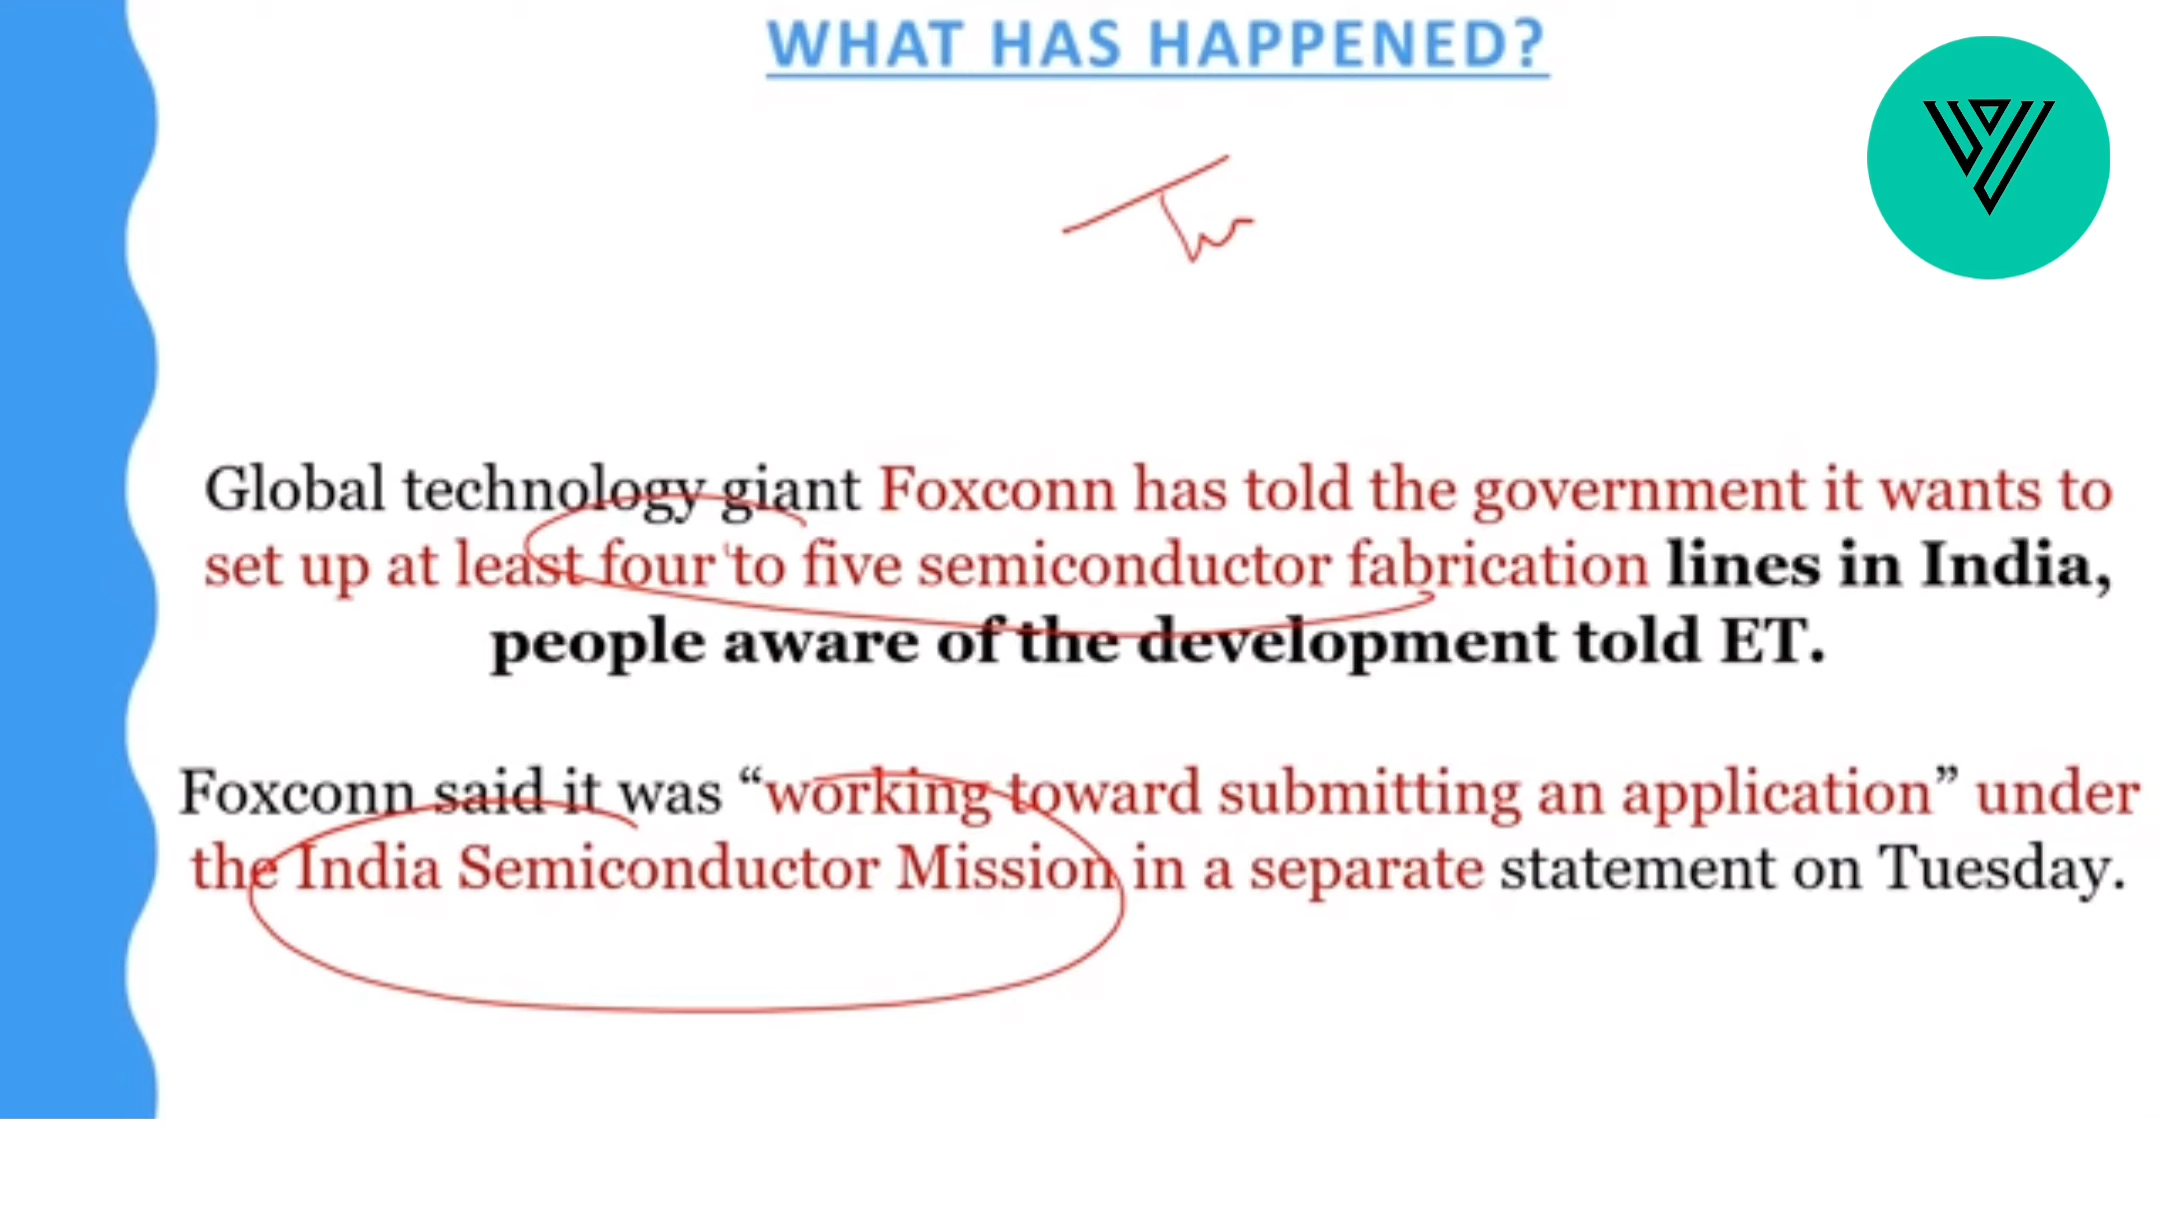 WHAT HAS HAPPENED?
Global technology giant Foxconn has told the government it wants to
set up at least four to five semiconductor fabrication lines in India,
people aware of the development told ET.
Foxconn said it was “working toward submitting an application” under
the India Semiconductor Mission in a separate statement on Tuesday.